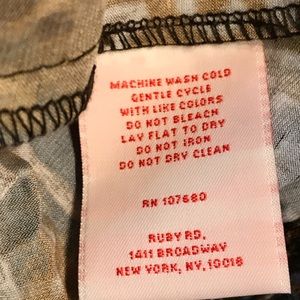 MACHINE WASH COLD
GENTLE CYCLE
WITH LIKE COLORS
DO NOT BLEACH
LAY FLAT TO DRY
DO NOT IRON
DO NOT DRY CLEAN
RN 107680
RUBY RD.
1411 BROADWAY
NEW YORK, NY, 10018